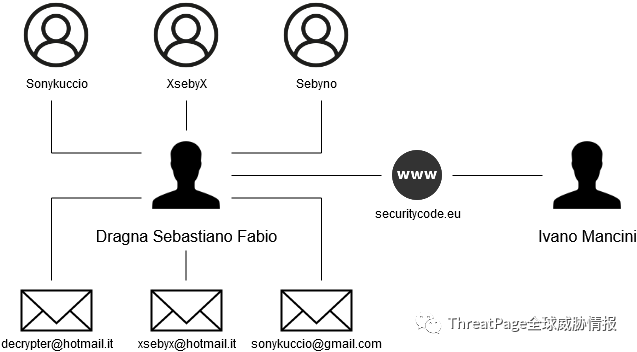 Sonykuccio XsebyX Sebyno
www
securitycode.eu
Dragna Sebastiano Fabio Ivano Mancini
decrypter@hotmail.it xsebyx@hotmail.it sonykuccio@gmail.com
ThreatPage全球威胁情报